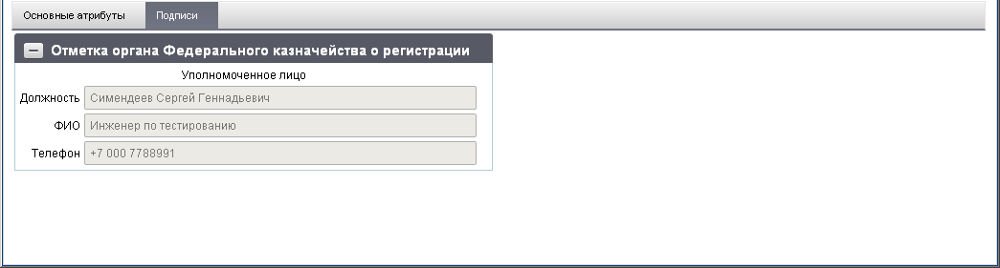 Основные атрибуты Подписи
Отметка органа Федерального казначейства о регистрации
Уполномоченное лицо
Должность Симендеев Сергей Геннадьевич
ФИО Инженер по тестированию
Телефон +7 000 7788991